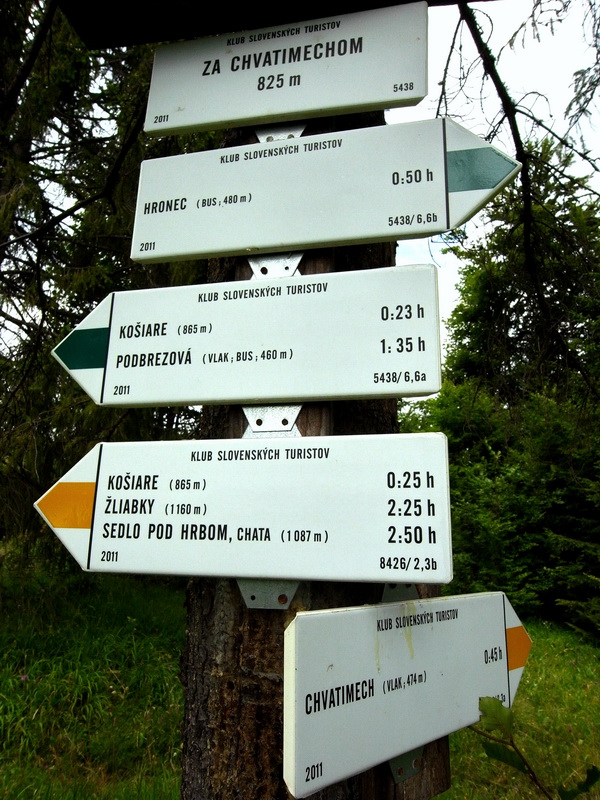 KLUB SLOVENSKÝCH TURISTOV
ZA CHVATIMECHOM
825 m
2011 5438
KLUB SLOVENSKÝCH TURISTOV
HRONEC (BUS; 480 m) 0:50 h
2011 5438/6,6b
KLUB SLOVENSKÝCH TURISTOV
KOŠIARE (865 m) 0:23 h
PODBREZOVÁ (VLAK; BUS; 460 m) 1:35 h
2011 5438/6,6a
KLUB SLOVENSKÝCH TURISTOV
KOŠIARE (865 m) 0:25 h
ŽLIABKY (1160 m) 2:25 h
SEDLO POD HRBOM, CHATA (1087 m) 2:50 h
2011 8426/2,3b
KLUB SLOVENSKÝCH TURISTOV
CHVATIMECH (VLAK; 474 m) 0:45 h
2011